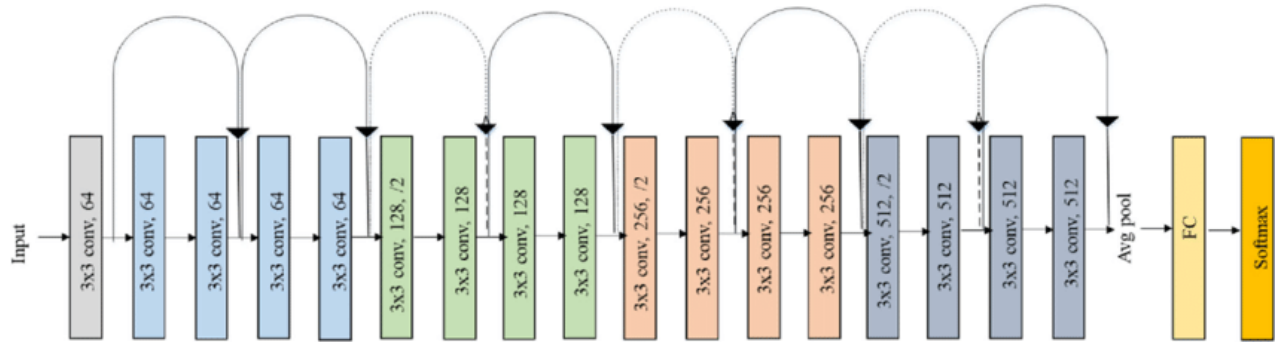 Input
3x3 conv, 64
3x3 conv, 64
3x3 conv, 64
3x3 conv, 64
3x3 conv, 64
3x3 conv, 128, /2
3x3 conv, 128
3x3 conv, 128
3x3 conv, 128
3x3 conv, 256, /2
3x3 conv, 256
3x3 conv, 256
3x3 conv, 256
3x3 conv, 512, /2
3x3 conv, 512
3x3 conv, 512
3x3 conv, 512
Avg pool
FC
Softmax